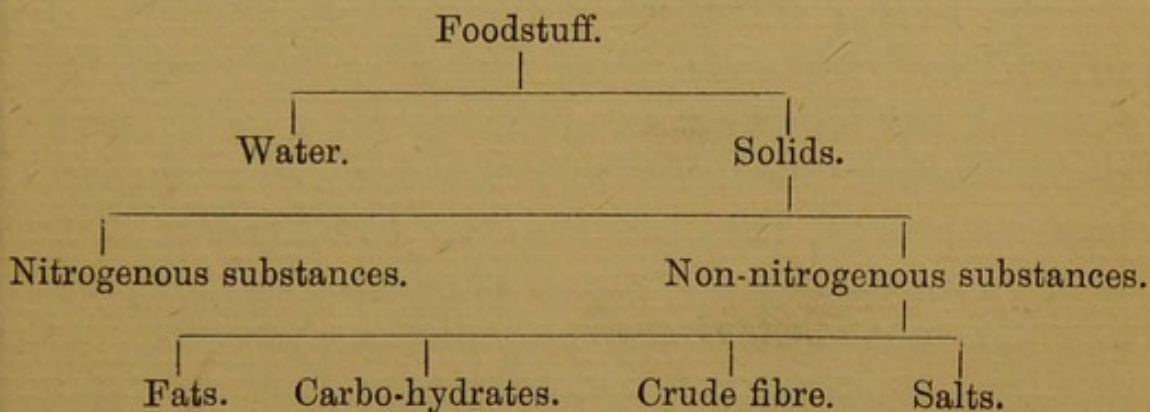 Foodstuff.
Water. Solids.
Nitrogenous substances. Non-nitrogenous substances.
Fats. Carbo-hydrates. Crude fibre. Salts.